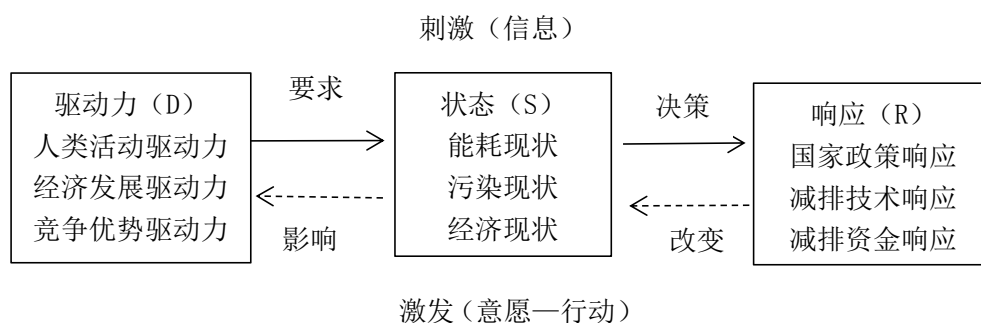 刺激（信息）
驱动力（D）
人类活动驱动力
经济发展驱动力
竞争优势驱动力
要求
影响
状态（S）
能耗现状
污染现状
经济现状
决策
改变
响应（R）
国家政策响应
减排技术响应
减排资金响应
激发（意愿—行动）